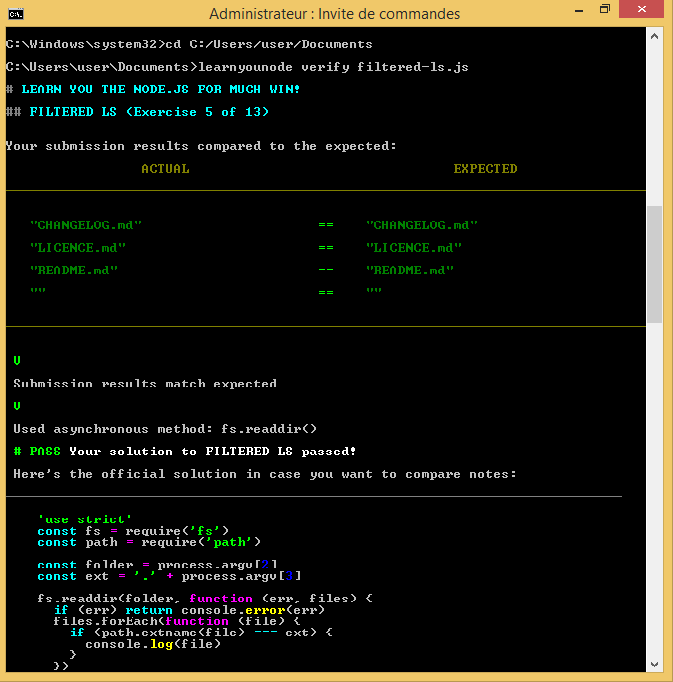 Administrateur : Invite de commandes
C:\Windows\system32>cd C:/Users/user/Documents
C:\Users\user\Documents>learnyounode verify filtered-ls.js
# LEARN YOU THE NODE.JS FOR MUCH WIN!
## FILTERED LS (Exercise 5 of 13)
Your submission results compared to the expected:
ACTUAL EXPECTED
"CHANGELOG.md" == "CHANGELOG.md"
"LICENCE.md" == "LICENCE.md"
"README.md" == "README.md"
"" == ""
V
Submission results match expected
V
Used asynchronous method: fs.readdir()
# PASS Your solution to FILTERED LS passed!
Here's the official solution in case you want to compare notes:
'use strict'
const fs = require('fs')
const path = require('path')
const folder = process.argv[2]
const ext = '.' + process.argv[3]
fs.readdir(folder, function (err, files) {
if (err) return console.error(err)
files.forEach(function (file) {
if (path.extname(file) === ext) {
console.log(file)
}
})